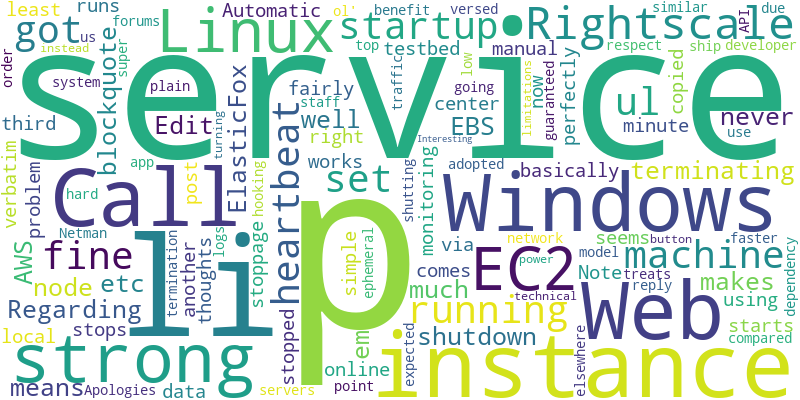 least
runs
Automatic
ol'
benefit
versed
similar
due
us
forums
got
super
blockquote
Linux
startup
top
testbed
traffic
low
manual
Rightscale
API
respect
ship
developer
order
system
plain
service
third
Edit
ElasticFox
fairly
staff
well
right
works
center
going
EBS
limitations
guaranteed
now
perfectly
ul
minute
copied
never
use
verbatim
app
turning
problem
hard
post
Call
hooking
heartbeat
set
monitoring
shutting
Interesting
adopted
basically
terminating
Windows
AWS
fine
Netman
li
termination
another
thoughts
logs
stoppage
p
simple
ephemeral
via
comes
much
EC2
network
power
technical
seems
button
model
treats
Note
reply
machine
faster
makes
using
dependency
node
etc
Regarding
stops
local
strong
means
Apologies
data
servers
stopped
em
online
point
running
shutdown
expected
instance
elsewhere
Web
starts
compared
instead